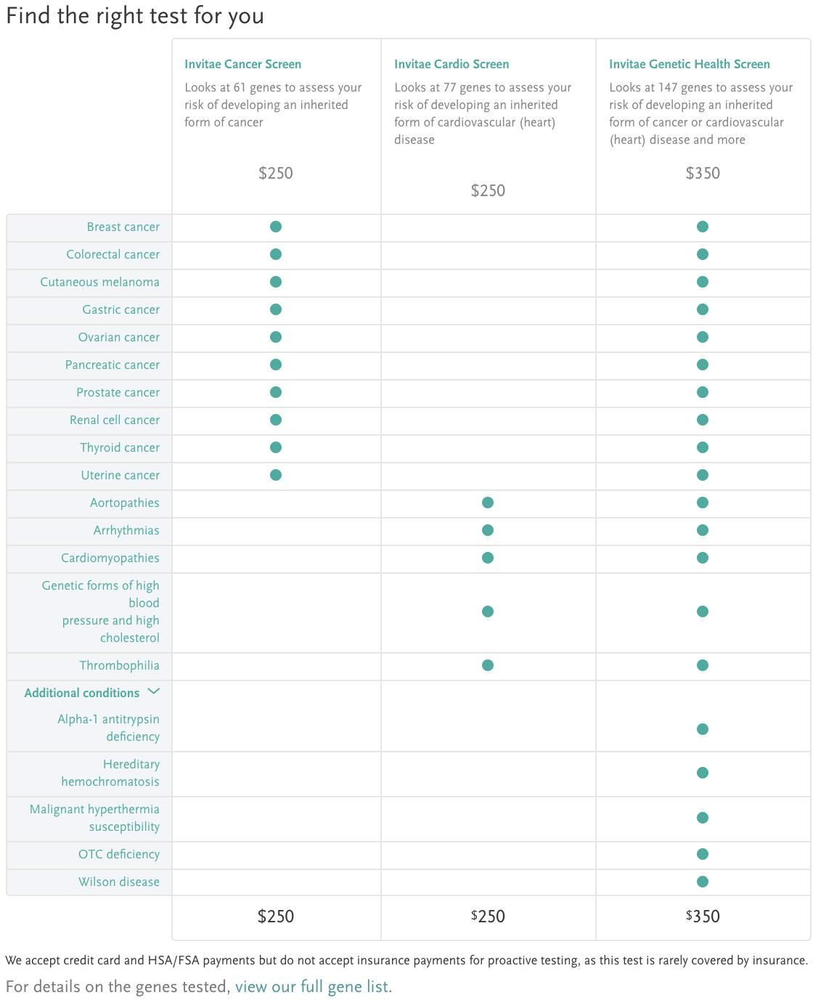 Find the right test for you
Invitae Cancer Screen
Looks at 61 genes to assess your
risk of developing an inherited
form of cancer
$250
Invitae Cardio Screen
Looks at 77 genes to assess your
risk of developing an inherited
form of cardiovascular (heart)
disease
$250
Invitae Genetic Health Screen
Looks at 147 genes to assess your
risk of developing an inherited
form of cancer or cardiovascular
(heart) disease and more
$350
Breast cancer
Colorectal cancer
Cutaneous melanoma
Gastric cancer
Ovarian cancer
Pancreatic cancer
Prostate cancer
Renal cell cancer
Thyroid cancer
Uterine cancer
Aortopathies
Arrhythmias
Cardiomyopathies
Genetic forms of high
blood
pressure and high
cholesterol
Thrombophilia
Additional conditions
Alpha-1 antitrypsin
deficiency
Hereditary
hemochromatosis
Malignant hyperthermia
susceptibility
OTC deficiency
Wilson disease
$250 $250 $350
We accept credit card and HSA/FSA payments but do not accept insurance payments for proactive testing, as this test is rarely covered by insurance.
For details on the genes tested, view our full gene list.